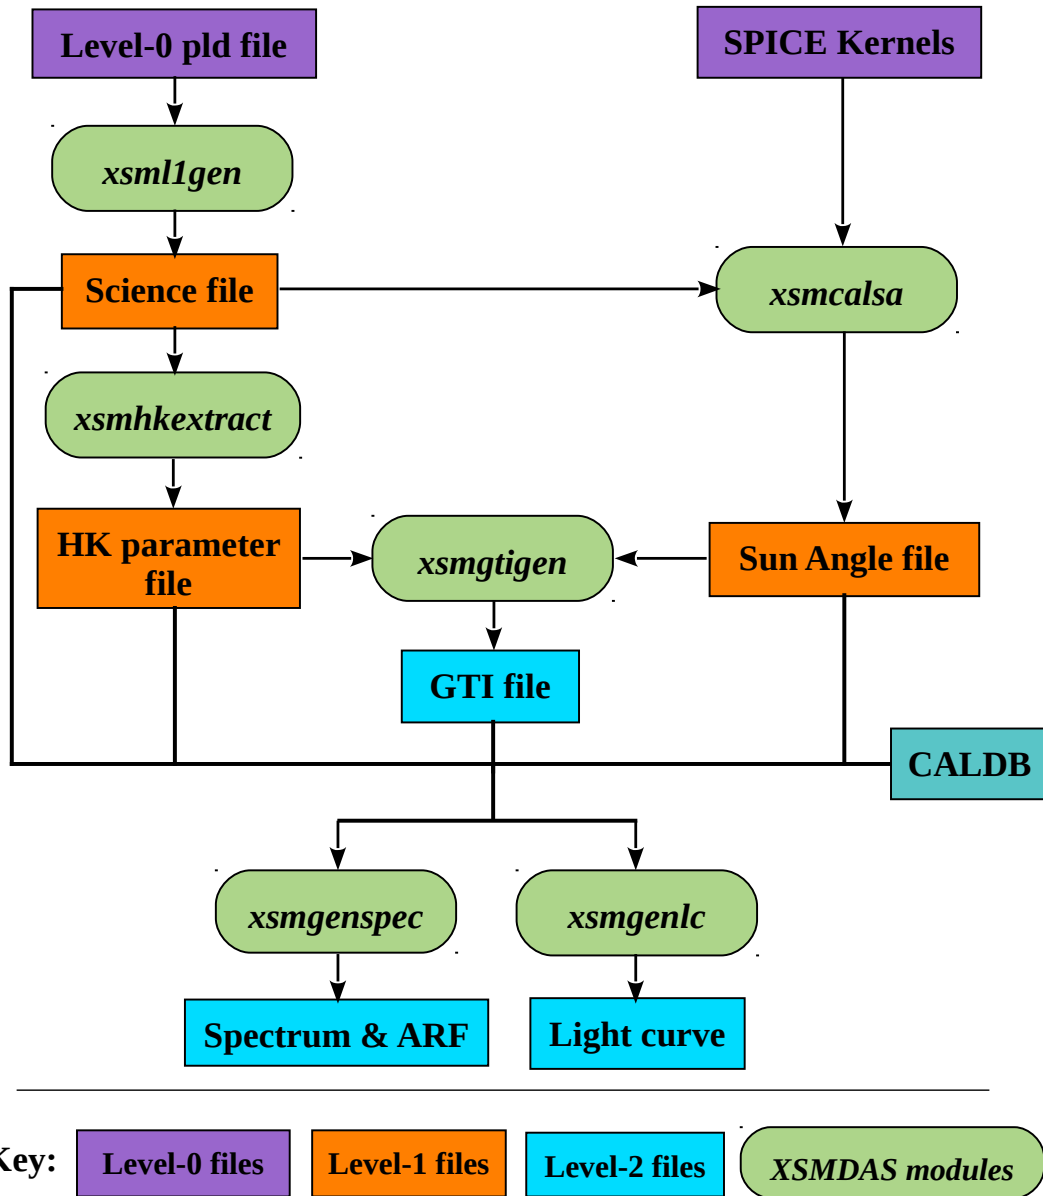 Level-0 pld file
SPICE Kernels
xsml1gen
Science file
xsmcalsa
xsmhkextract
HK parameter
file
xsmgtigen
Sun Angle file
GTI file
CALDB
xsmgenspec
xsmgenlc
Spectrum & ARF
Light curve
Key:
Level-0 files
Level-1 files
Level-2 files
XSMDAS modules